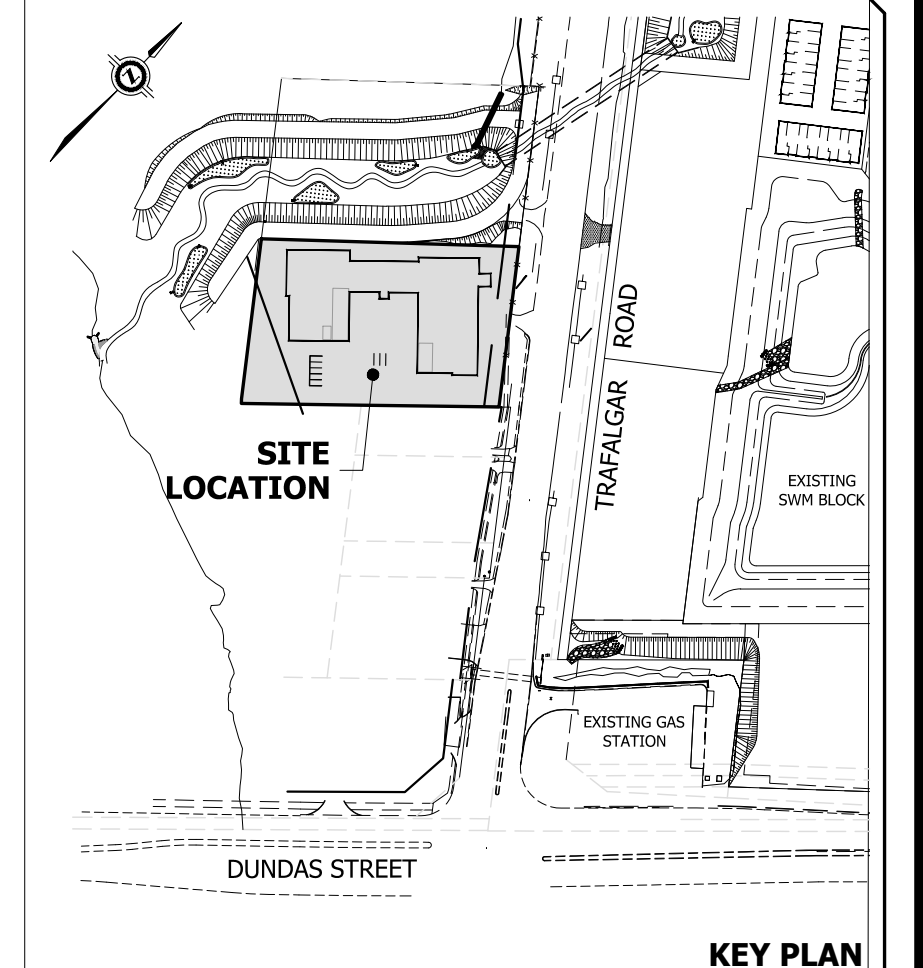 N
ROAD
TRAFALGAR
SITE
LOCATION
EXISTING
SWM BLOCK
EXISTING GAS
STATION
DUNDAS STREET
KEY PLAN